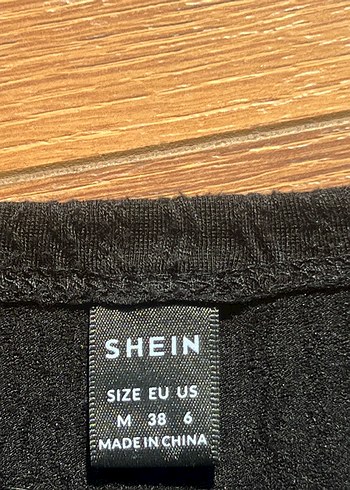 SHEIN
SIZE EU US
M 38 6
MADE IN CHINA